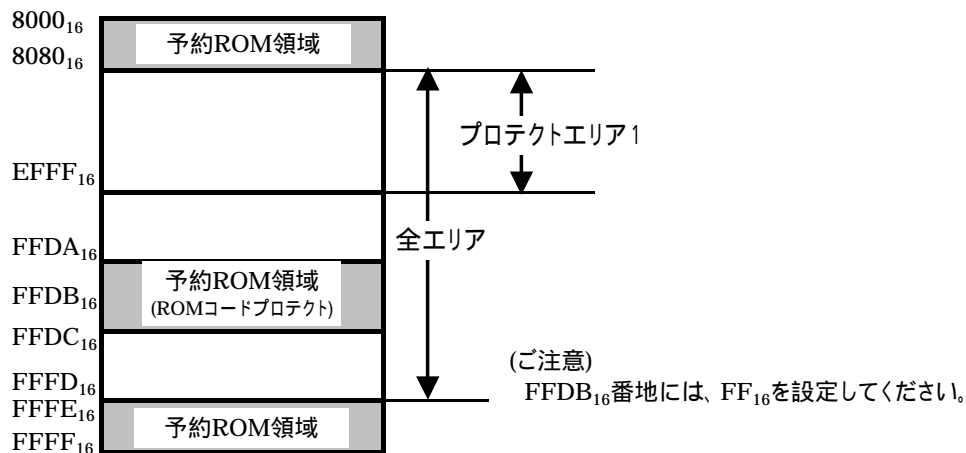 8000₁₆
予約ROM領域
8080₁₆
プロテクトエリア1
EFFF₁₆
全エリア
FFDA₁₆
予約ROM領域
(ROMコードプロテクト)
FFDB₁₆
FFDC₁₆
(ご注意)
FFDB₁₆番地には、FF₁₆を設定してください。
FFFD₁₆
FFFE₁₆
予約ROM領域
FFFF₁₆